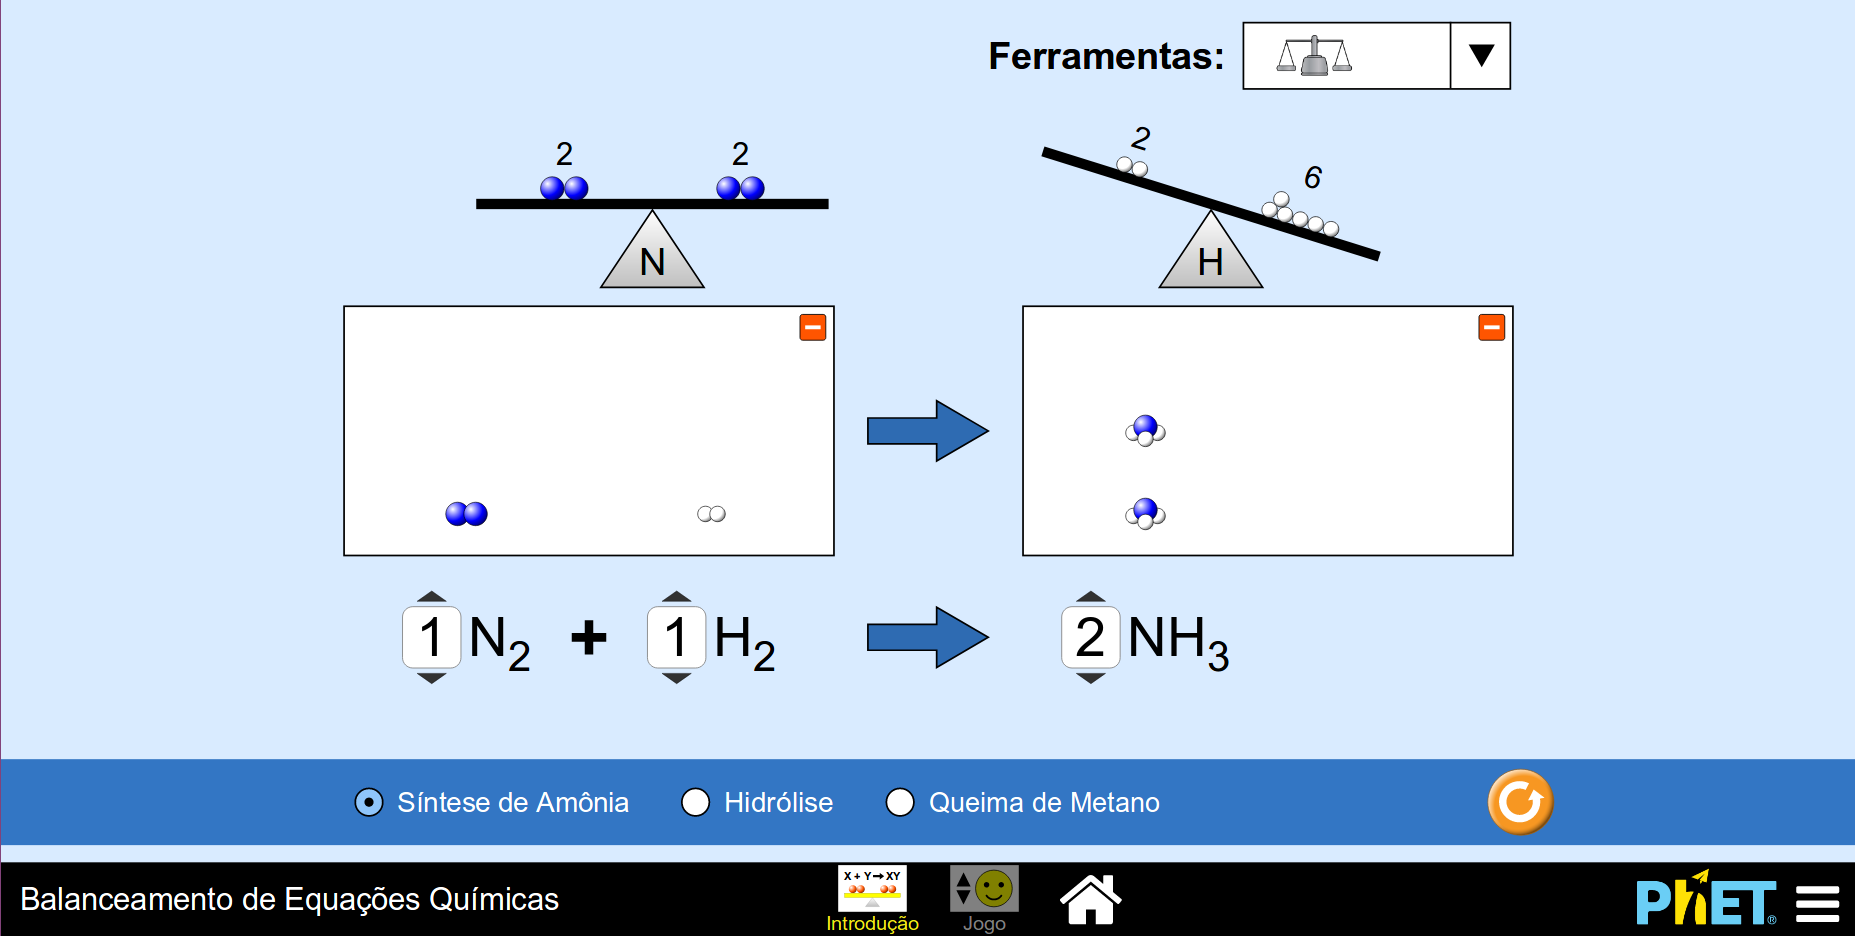 Ferramentas:
2 2
2 6
N
H
1 N₂ + 1 H₂ 2 NH₃
Síntese de Amônia Hidrólise Queima de Metano
X + Y → XY
Balanceamento de Equações Químicas
Introdução Jogo
PhET®